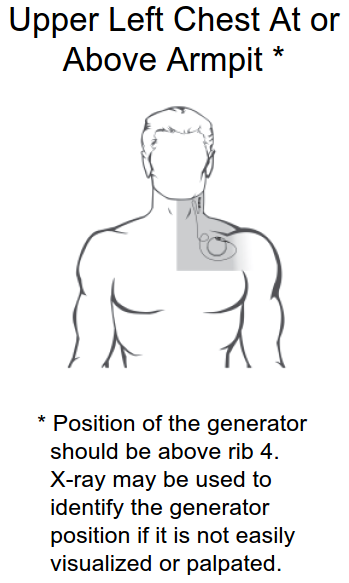 Upper Left Chest At or
Above Armpit *
* Position of the generator
should be above rib 4.
X-ray may be used to
identify the generator
position if it is not easily
visualized or palpated.